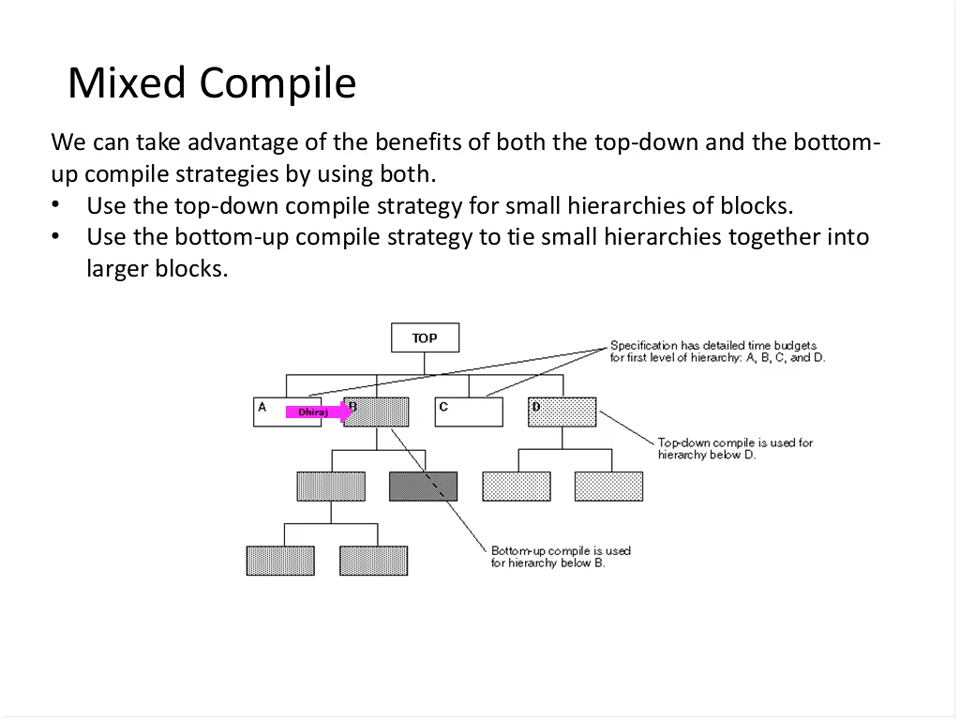 Mixed Compile
We can take advantage of the benefits of both the top-down and the bottom-
up compile strategies by using both.
• Use the top-down compile strategy for small hierarchies of blocks.
• Use the bottom-up compile strategy to tie small hierarchies together into
larger blocks.
TOP
Specification has detailed time budgets
for first level of hierarchy: A, B, C, and D.
A
Dhiraj
B
C
D
Top-down compile is used for
hierarchy below D.
Bottom-up compile is used
for hierarchy below B.